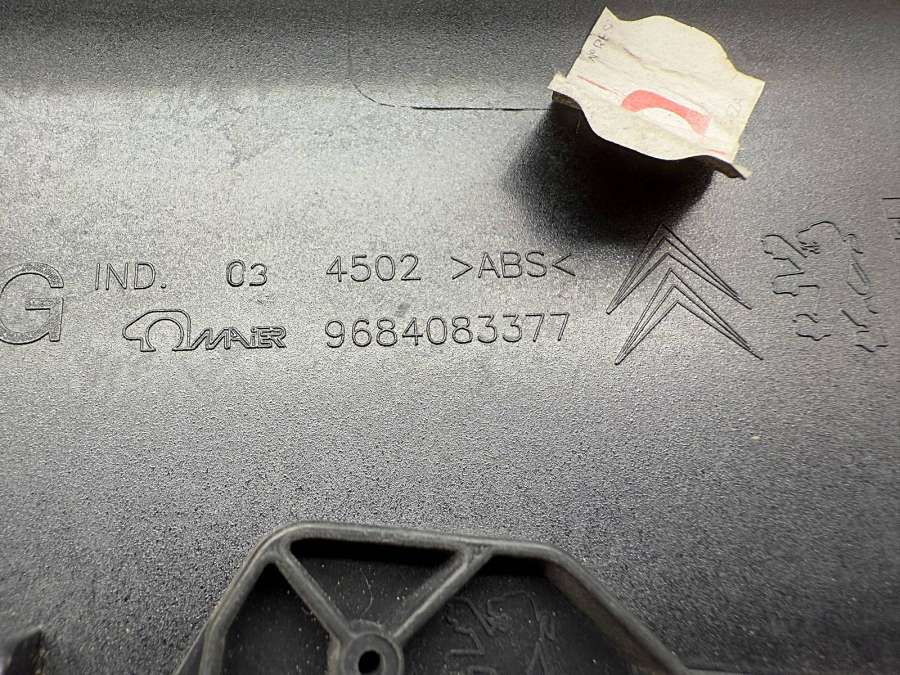 G
IND. 03 4502 >ABS<
MAIER 9684083377